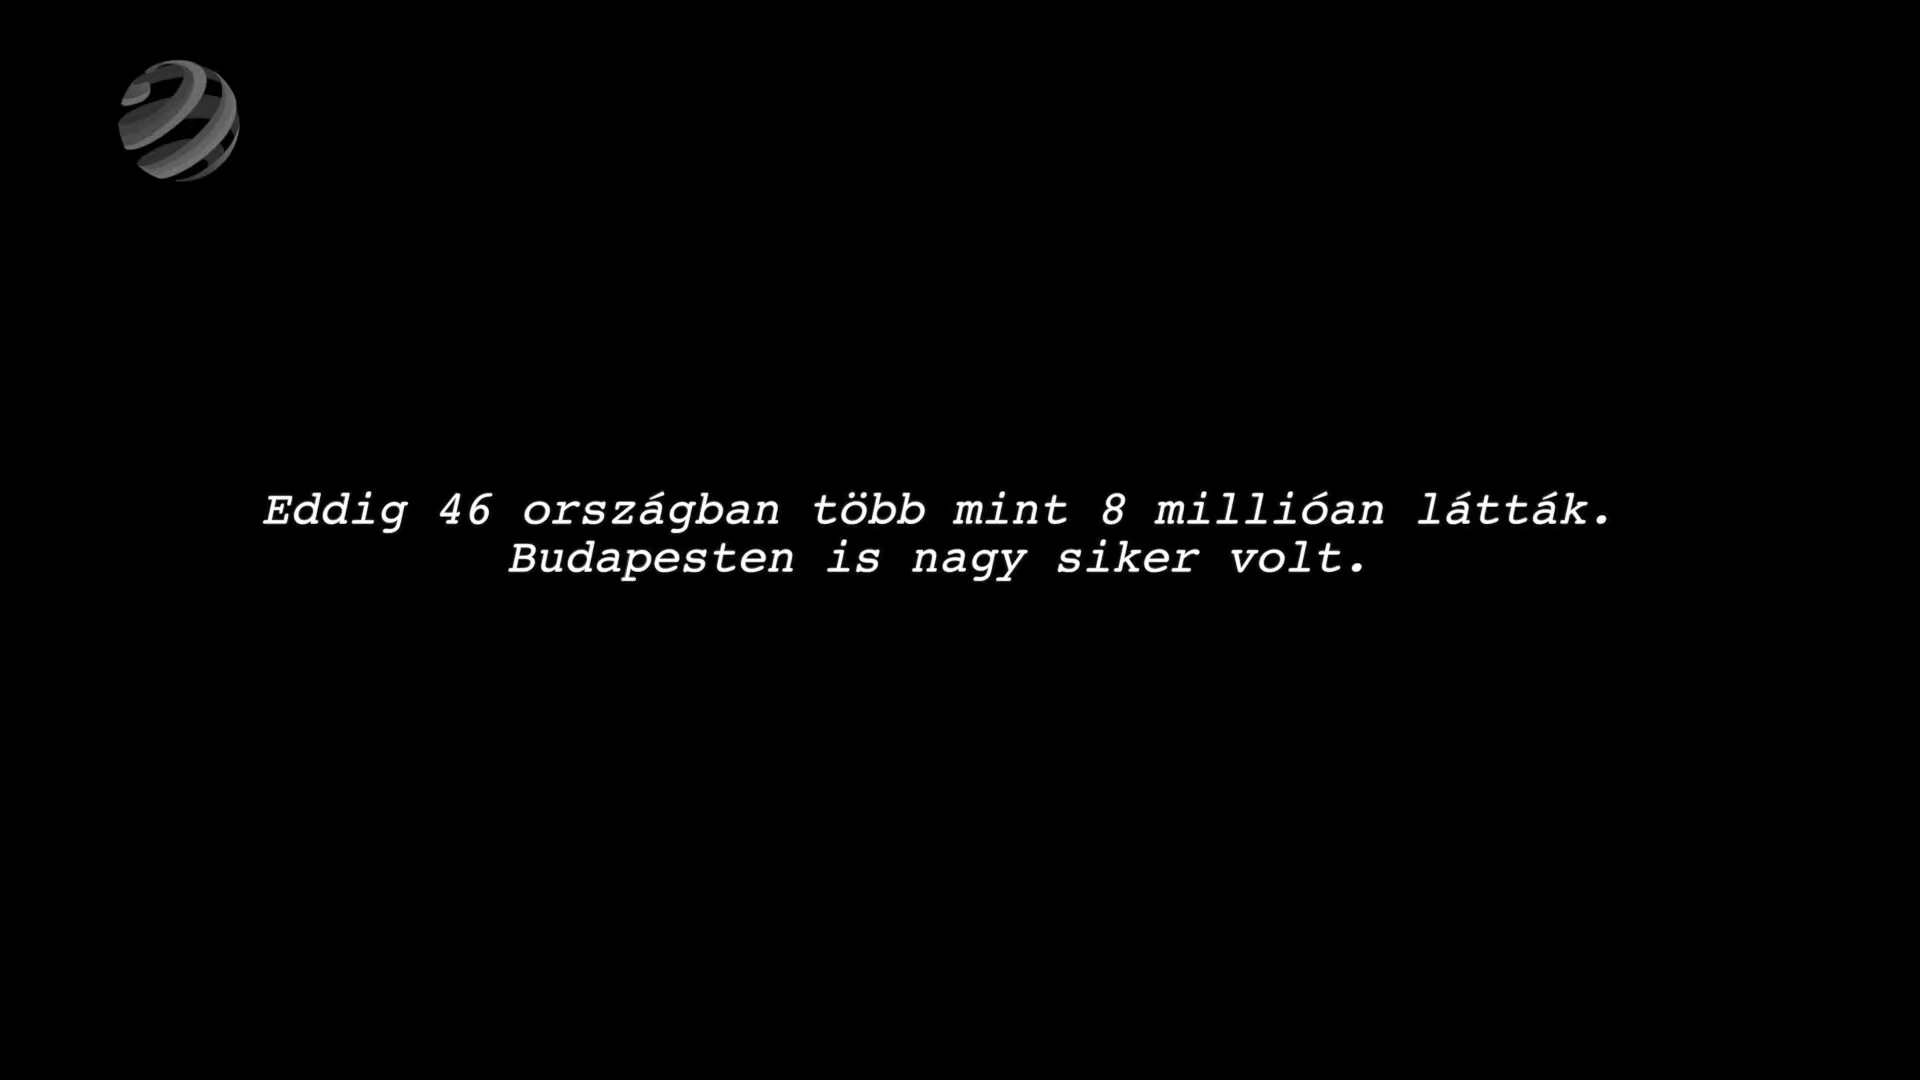 Eddig 46 országban több mint 8 millióan látták.
Budapesten is nagy siker volt.